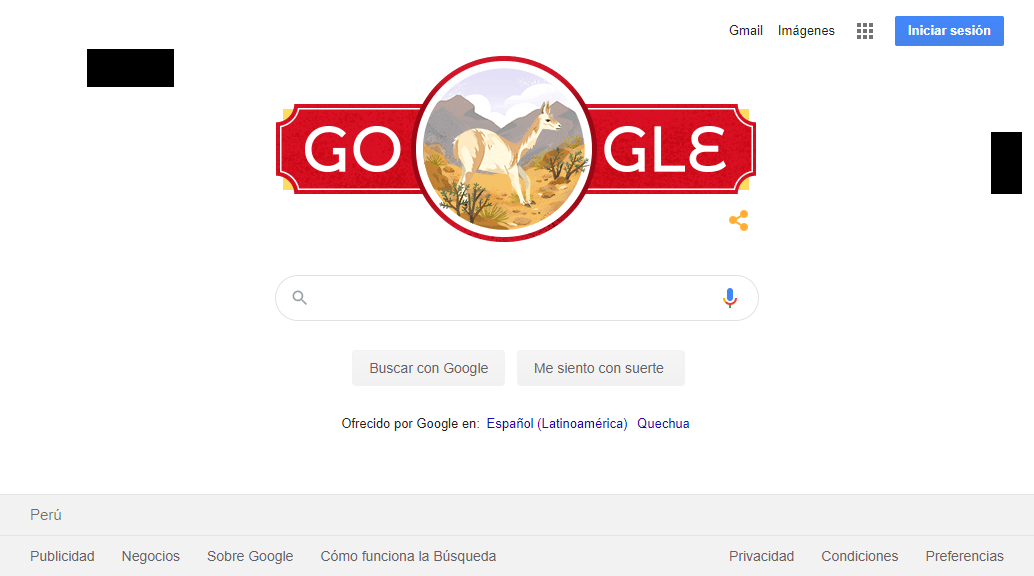 Gmail Imágenes Iniciar sesión
GO GLE
Buscar con Google Me siento con suerte
Ofrecido por Google en: Español (Latinoamérica) Quechua
Perú
Publicidad Negocios Sobre Google Cómo funciona la Búsqueda Privacidad Condiciones Preferencias